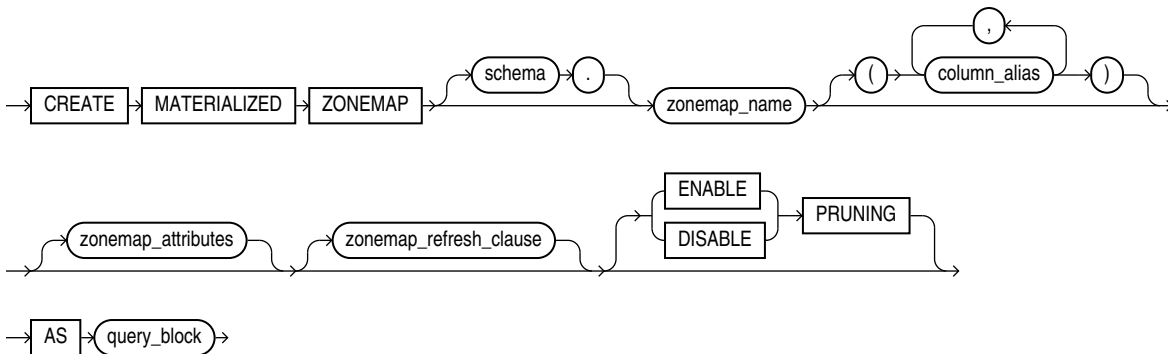 ,
schema . ( column_alias )
CREATE MATERIALIZED ZONEMAP zonemap_name
ENABLE
zonemap_attributes zonemap_refresh_clause PRUNING
DISABLE
AS query_block